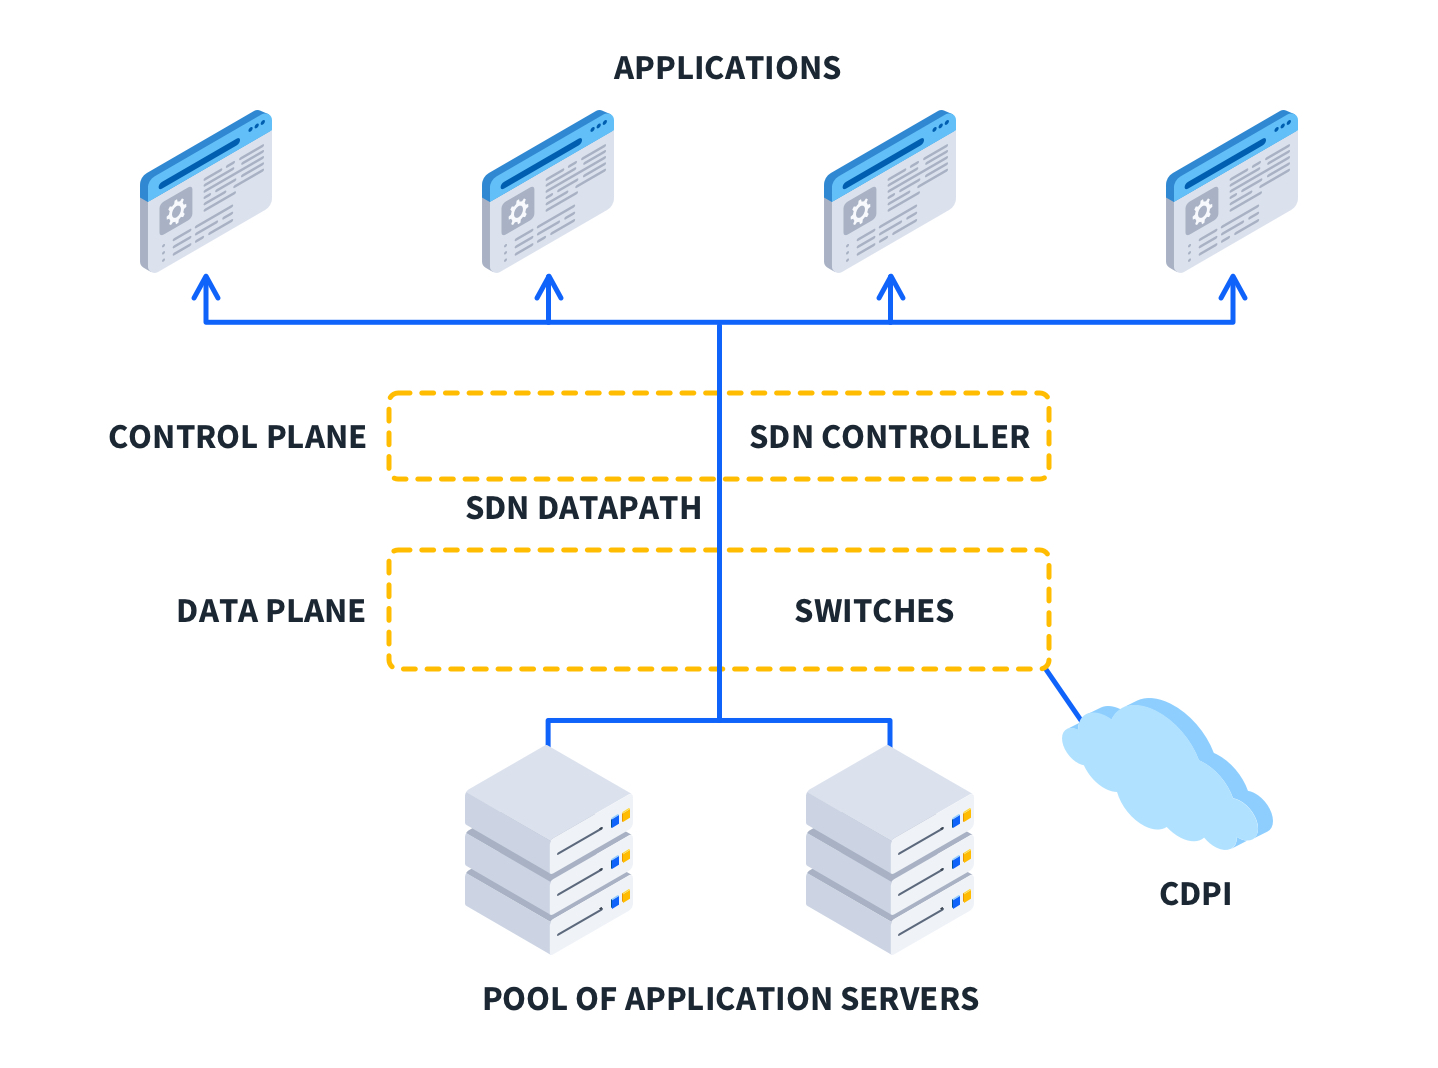 APPLICATIONS
CONTROL PLANE
SDN CONTROLLER
SDN DATAPATH
DATA PLANE
SWITCHES
CDPI
POOL OF APPLICATION SERVERS